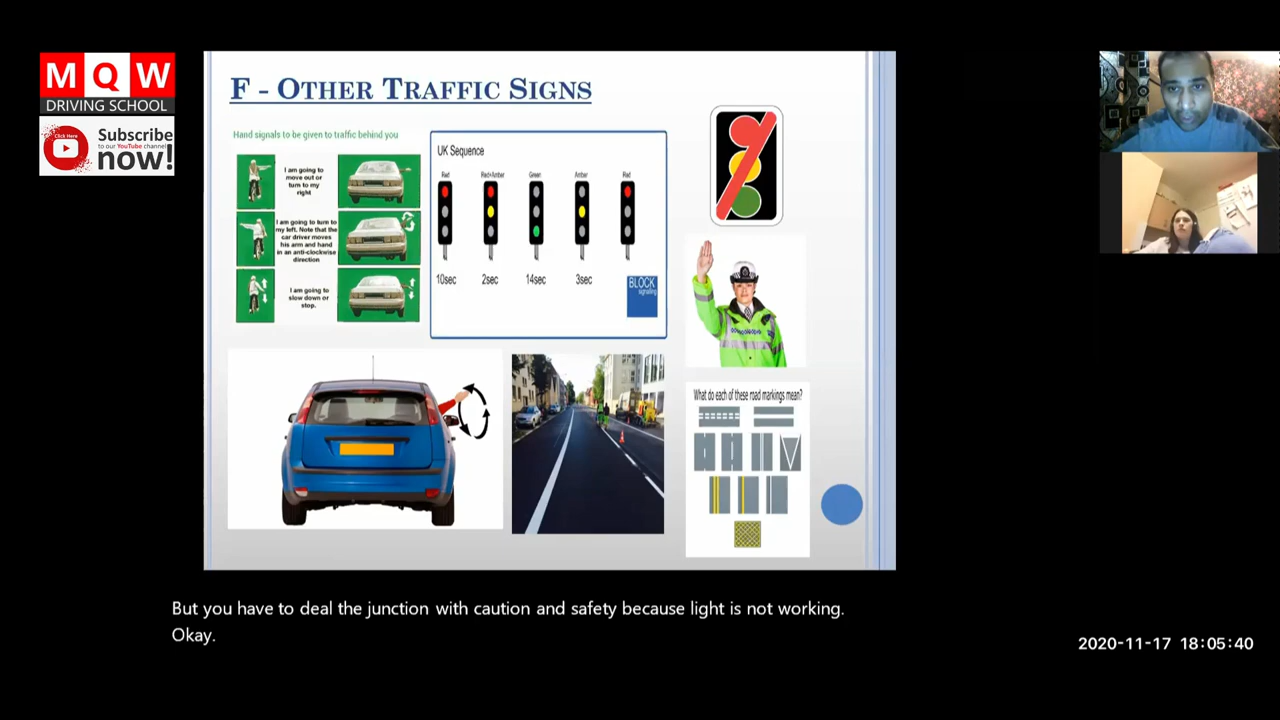 M Q W
DRIVING SCHOOL
Click Here
Subscribe
to our YouTube channel
now!
F - OTHER TRAFFIC SIGNS
Hand signals to be given to traffic behind you
I am going to
move out or
turn to my
right
I am going to turn to
my left. Note that the
car driver moves
his arm and hand
in an anti-clockwise
direction
I am going to
slow down or
stop.
UK Sequence
Red
Red+Amber
Green
Amber
Red
10sec
2sec
14sec
3sec
BLOCK
signalling
What do each of these road markings mean?
But you have to deal the junction with caution and safety because light is not working.
Okay.
2020-11-17 18:05:40